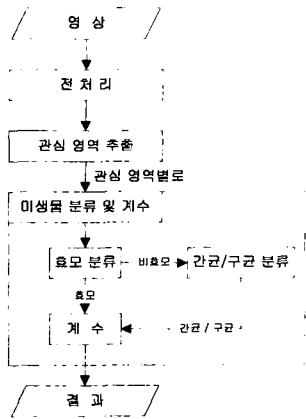 영 상
전 처 리
관심 영역 추출
관심 영역별로
미생물 분류 및 계수
효모 분류
비효모
간균/구균 분류
효모
계 수
간균 / 구균
결 과